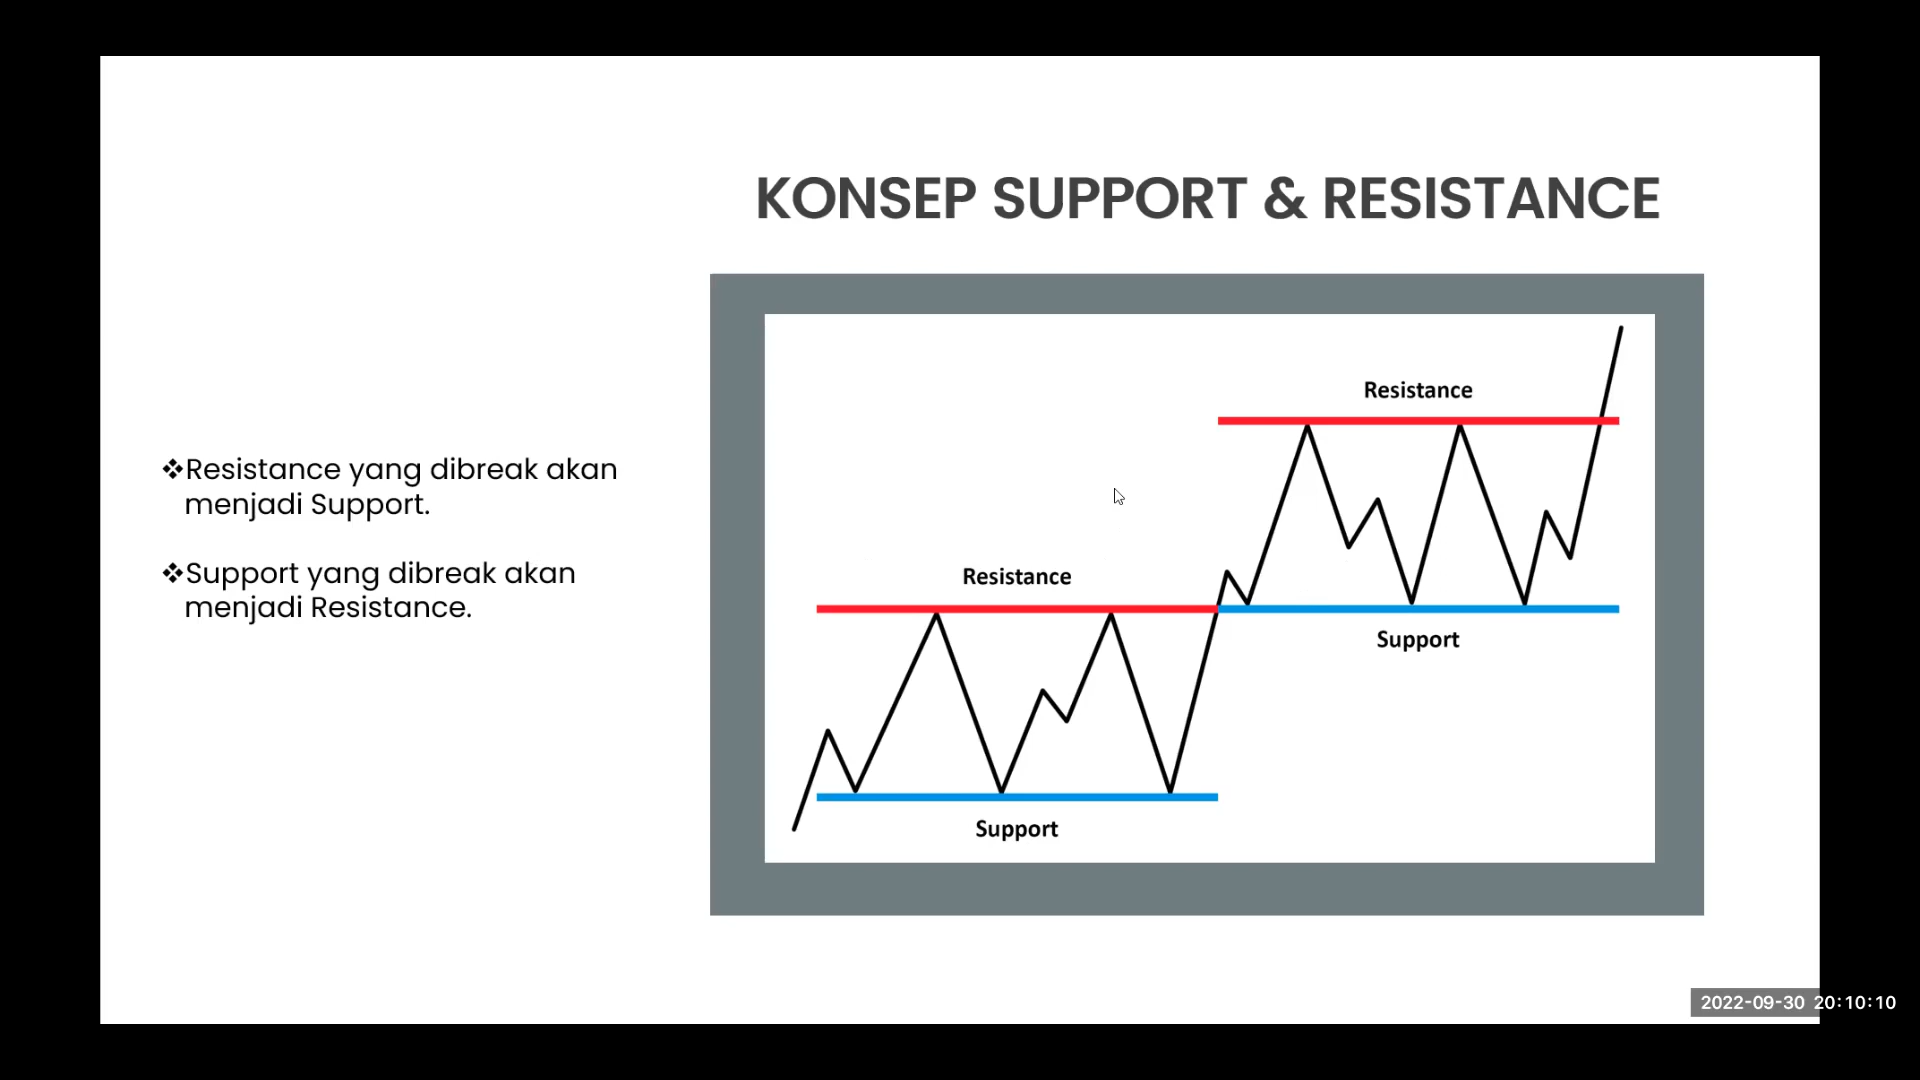 KONSEP SUPPORT & RESISTANCE
❖Resistance yang dibreak akan
menjadi Support.
❖Support yang dibreak akan
menjadi Resistance.
Resistance
Resistance
Support
Support
2022-09-30 20:10:10